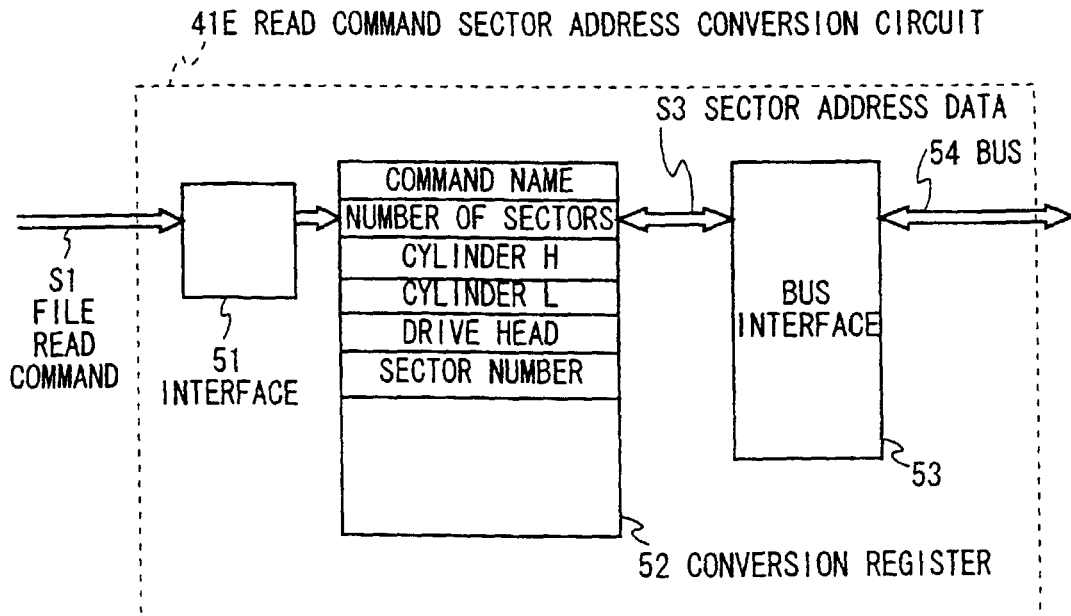 41E READ COMMAND SECTOR ADDRESS CONVERSION CIRCUIT
S3 SECTOR ADDRESS DATA
54 BUS
COMMAND NAME
NUMBER OF SECTORS
CYLINDER H
CYLINDER L
DRIVE HEAD
SECTOR NUMBER
S1
FILE
READ
COMMAND
51
INTERFACE
BUS
INTERFACE
53
52 CONVERSION REGISTER